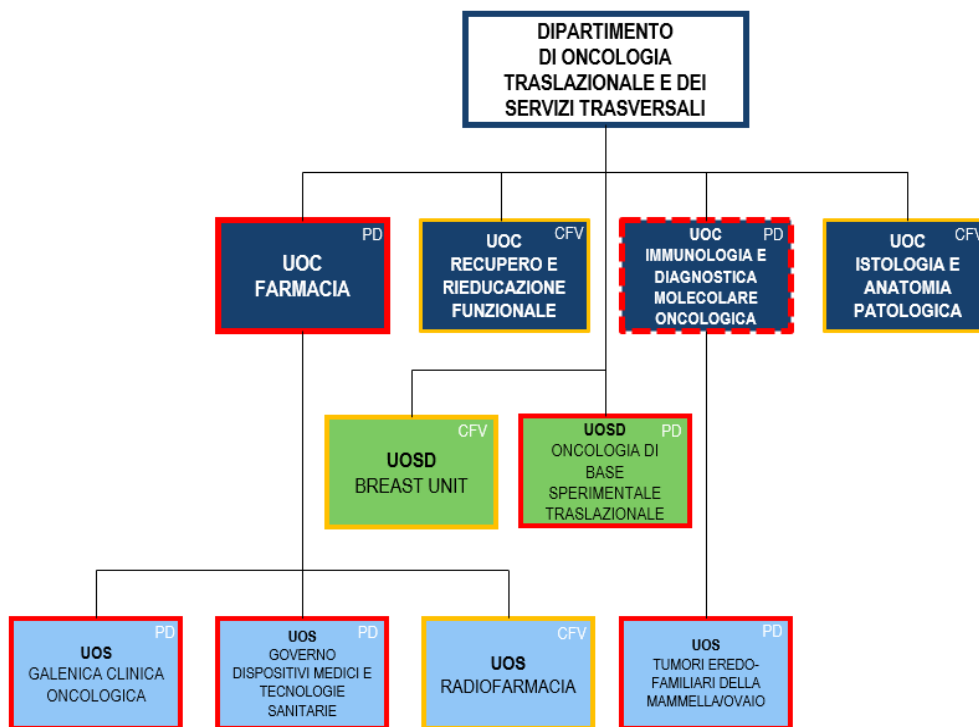 DIPARTIMENTO
DI ONCOLOGIA
TRASLAZIONALE E DEI
SERVIZI TRASVERSALI
PD
UOC
FARMACIA
CFV
UOC
RECUPERO E
RIEDUCAZIONE
FUNZIONALE
PD
UOC
IMMUNOLOGIA E
DIAGNOSTICA
MOLECOLARE
ONCOLOGICA
CFV
UOC
ISTOLOGIA E
ANATOMIA
PATOLOGICA
CFV
UOSD
BREAST UNIT
PD
UOSD
ONCOLOGIA DI
BASE
SPERIMENTALE
TRASLAZIONALE
PD
UOS
GALENICA CLINICA
ONCOLOGICA
PD
UOS
GOVERNO
DISPOSITIVI MEDICI E
TECNOLOGIE
SANITARIE
CFV
UOS
RADIOFARMACIA
PD
UOS
TUMORI EREDO-
FAMILIARI DELLA
MAMMELLA/OVAIO